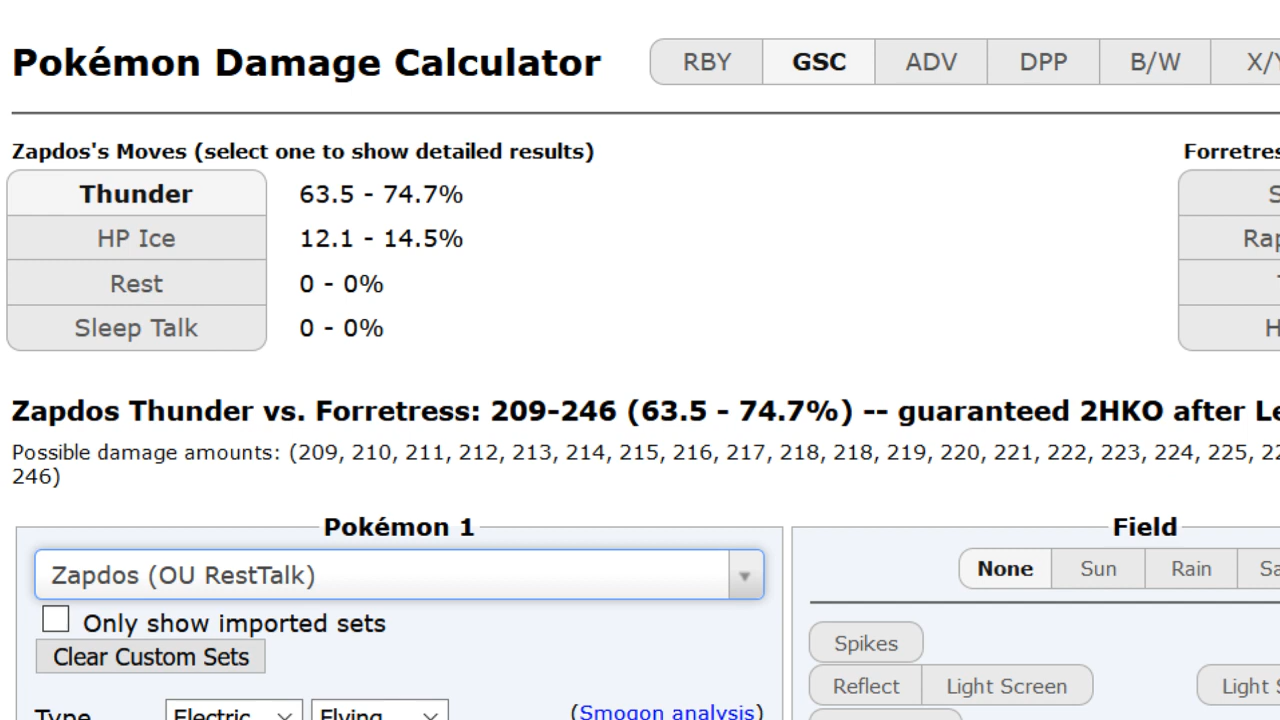 Pokémon Damage Calculator RBY GSC ADV DPP B/W
Zapdos's Moves (select one to show detailed results)
Thunder 63.5 - 74.7%
HP Ice 12.1 - 14.5%
Rest 0 - 0%
Sleep Talk 0 - 0%
Zapdos Thunder vs. Forretress: 209-246 (63.5 - 74.7%) -- guaranteed 2HKO after
Possible damage amounts: (209, 210, 211, 212, 213, 214, 215, 216, 217, 218, 218, 219, 220, 221, 222, 223, 224, 225,
246)
Pokémon 1
Field
Zapdos (OU RestTalk)
None Sun Rain
Only show imported sets
Clear Custom Sets
Spikes
Reflect Light Screen Light
Type Electric Flying (Smogon analysis)